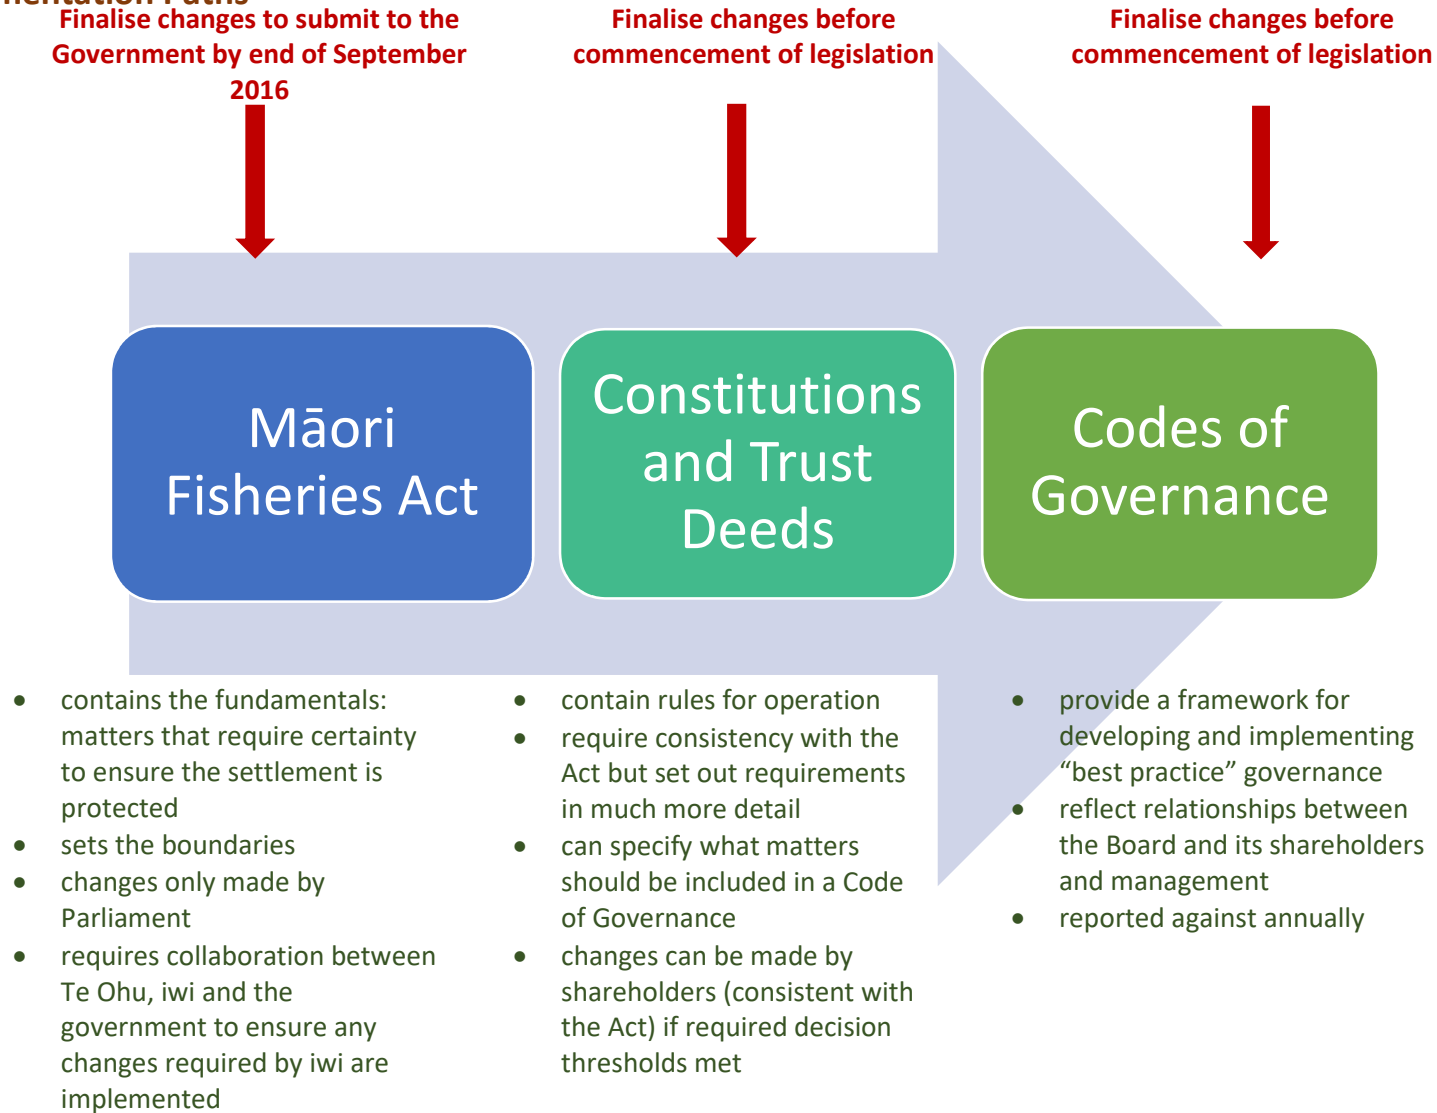 Finalise changes to submit to the
Government by end of September
2016
Finalise changes before
commencement of legislation
Finalise changes before
commencement of legislation
Māori
Fisheries Act
Constitutions
and Trust
Deeds
Codes of
Governance
• contains the fundamentals:
matters that require certainty
to ensure the settlement is
protected
• sets the boundaries
• changes only made by
Parliament
• requires collaboration between
Te Ohu, iwi and the
government to ensure any
changes required by iwi are
implemented
• contain rules for operation
• require consistency with the
Act but set out requirements
in much more detail
• can specify what matters
should be included in a Code
of Governance
• changes can be made by
shareholders (consistent with
the Act) if required decision
thresholds met
• provide a framework for
developing and implementing
“best practice” governance
• reflect relationships between
the Board and its shareholders
and management
• reported against annually